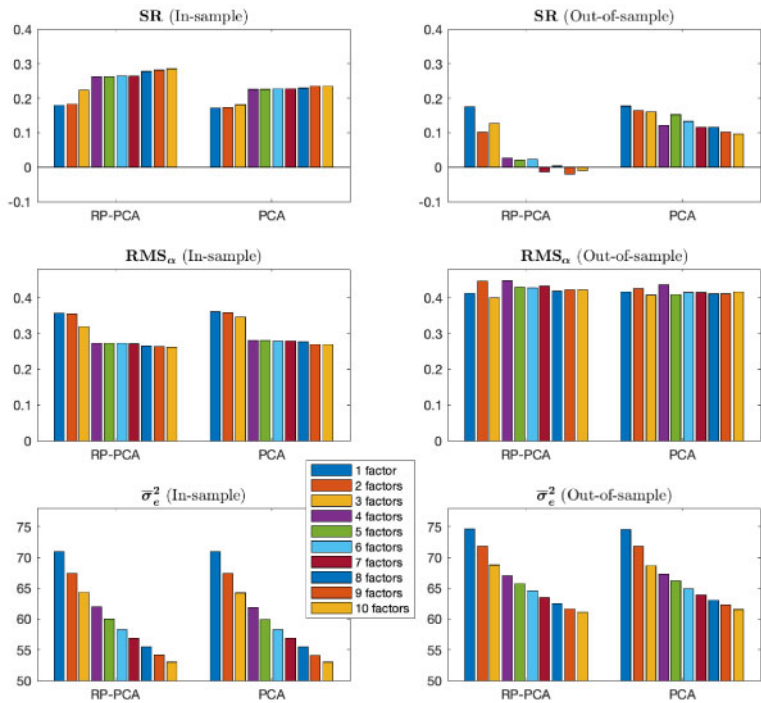 SR (In-sample)
0.4
0.3
0.2
0.1
0
-0.1
RP-PCA PCA
SR (Out-of-sample)
0.4
0.3
0.2
0.1
0
-0.1
RP-PCA PCA
RMSα (In-sample)
0.4
0.3
0.2
0.1
0
RP-PCA PCA
RMSα (Out-of-sample)
0.4
0.3
0.2
0.1
0
RP-PCA PCA
1 factor
2 factors
3 factors
4 factors
5 factors
6 factors
7 factors
8 factors
9 factors
10 factors
σ̅²ₑ (In-sample)
75
70
65
60
55
50
RP-PCA PCA
σ̅²ₑ (Out-of-sample)
75
70
65
60
55
50
RP-PCA PCA